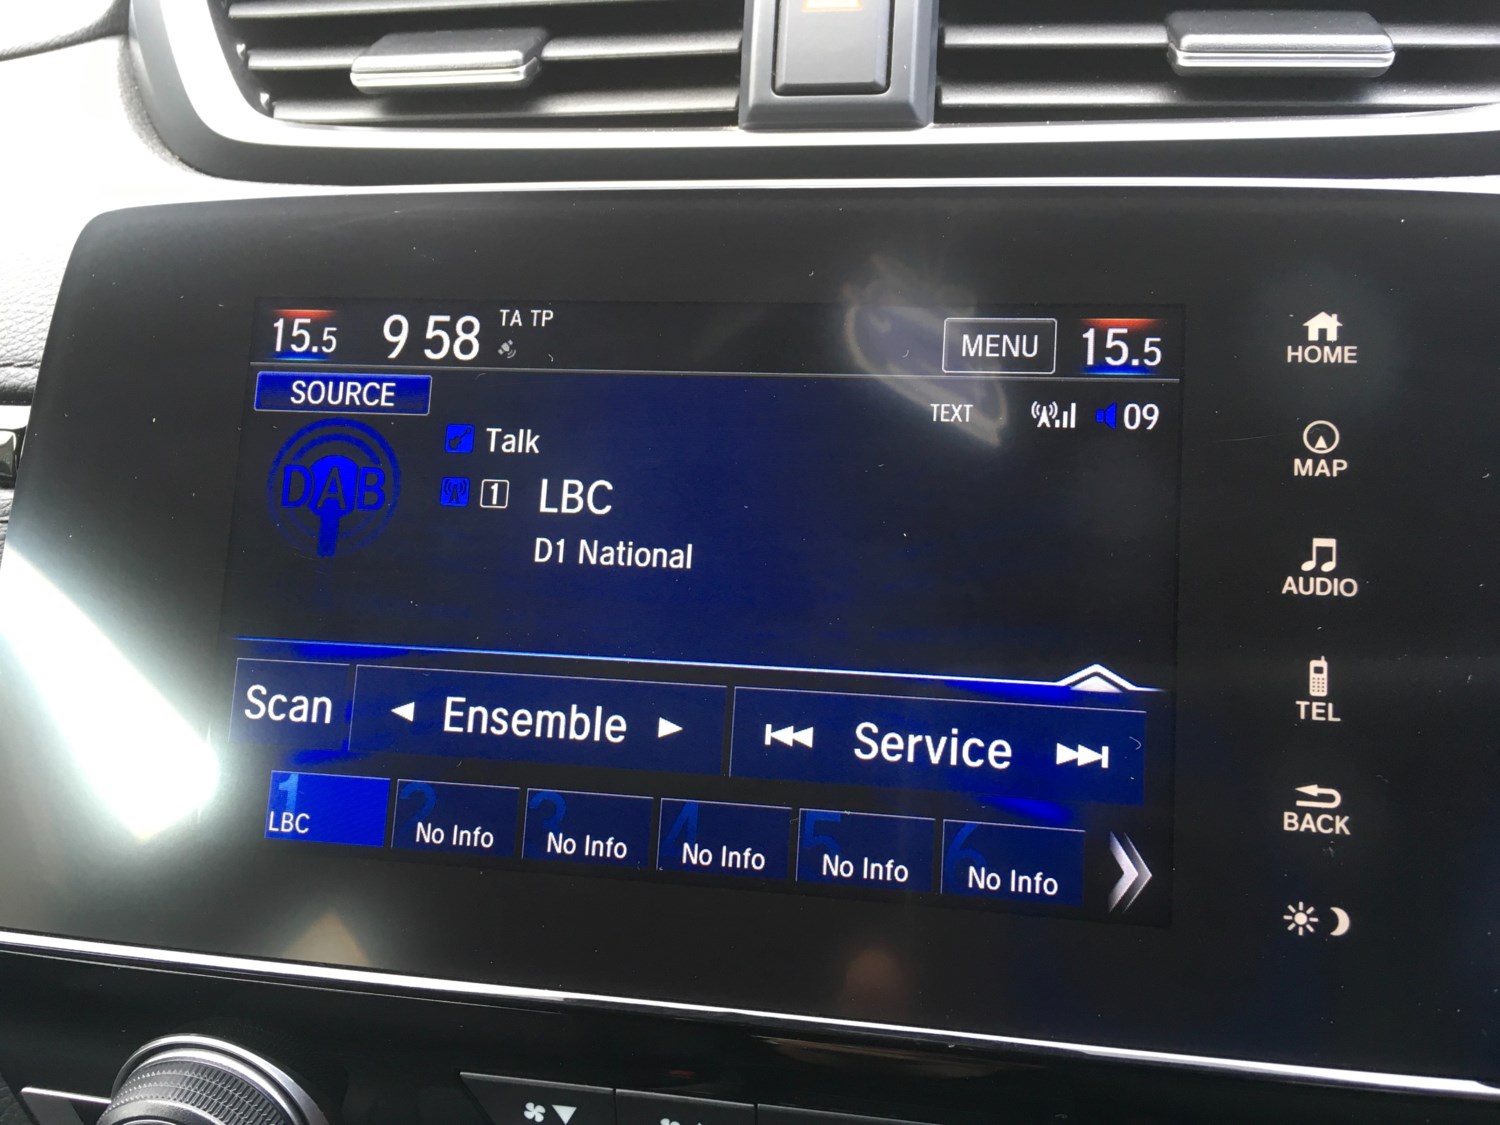 15.5 9 58 TA TP MENU 15.5
SOURCE
TEXT 09
DAB
Talk
1 LBC
D1 National
Scan Ensemble Service
1 LBC
2 No Info
3 No Info
4 No Info
5 No Info
6 No Info
HOME
MAP
AUDIO
TEL
BACK